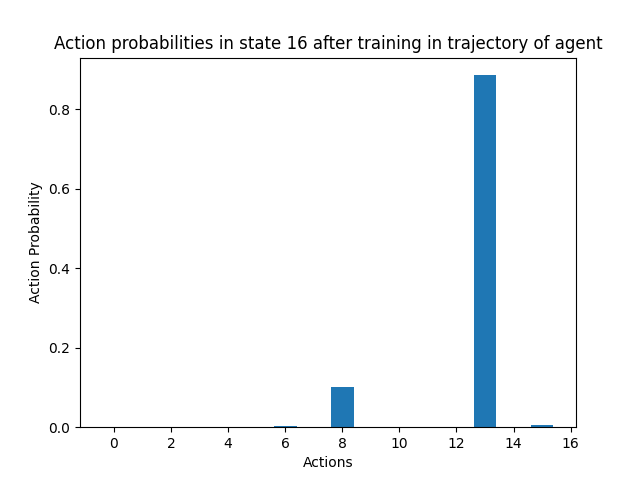 Action probabilities in state 16 after training in trajectory of agent
0.8
0.6
0.4
0.2
0.0
Action Probability
0 2 4 6 8 10 12 14 16
Actions